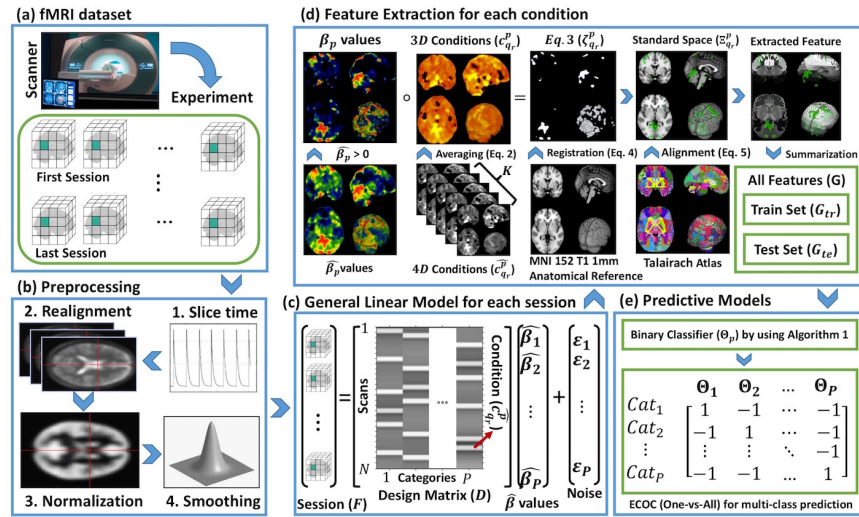 (a) fMRI dataset
Scanner
Experiment
...
First Session
⋮
...
Last Session
(b) Preprocessing
2. Realignment
1. Slice time
3. Normalization
4. Smoothing
(c) General Linear Model for each session
⋮
Session (F)
=
Scans
1
N
∘∘∘
1 Categories P
Design Matrix (D)
Condition (ĉ^p_{q_r})
β̂_1
β̂_2
⋮
β̂_P
β̂ values
+
ε_1
ε_2
⋮
ε_P
Noise
(d) Feature Extraction for each condition
β_p values
3D Conditions (c^p_{q_r})
Eq. 3 (ζ^p_{q_r})
Standard Space (Ξ^p_{q_r})
Extracted Feature
∘
=
β̂_p > 0
Averaging (Eq. 2)
K
Registration (Eq. 4)
Alignment (Eq. 5)
Summarization
β̂_p values
4D Conditions (ĉ^p_{q_r})
MNI 152 T1 1mm
Anatomical Reference
Talairach Atlas
All Features (G)
Train Set (G_{tr})
Test Set (G_{te})
(e) Predictive Models
Binary Classifier (Θ_p) by using Algorithm 1
Θ_1 Θ_2 ... Θ_P
Cat_1 1 −1 ... −1
Cat_2 −1 1 ... −1
⋮ ⋮ ⋮ ⋱ −1
Cat_P −1 −1 ... 1
ECOC (One-vs-All) for multi-class prediction